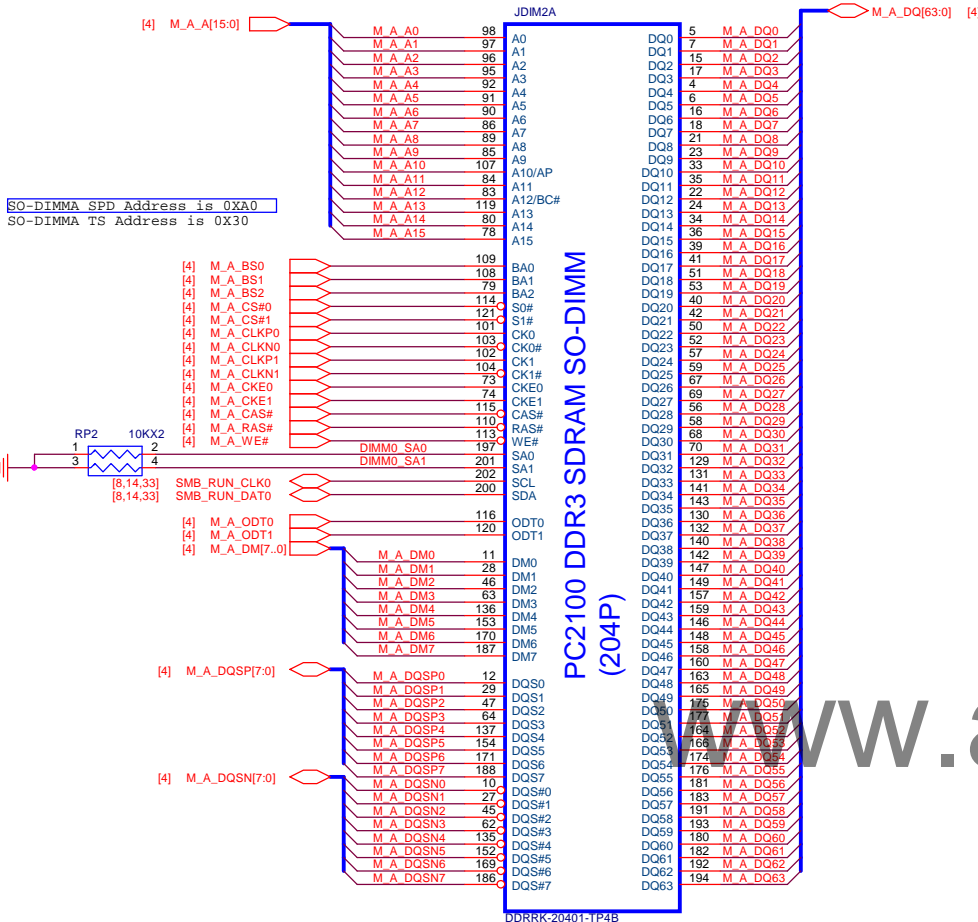 JDIM2A
[4] M_A_A[15:0]
M_A_DQ[63:0] [4]
M_A_A0 98 A0 DQ0 5 M_A_DQ0
M_A_A1 97 A1 DQ1 7 M_A_DQ1
M_A_A2 96 A2 DQ2 15 M_A_DQ2
M_A_A3 95 A3 DQ3 17 M_A_DQ3
M_A_A4 92 A4 DQ4 4 M_A_DQ4
M_A_A5 91 A5 DQ5 6 M_A_DQ5
M_A_A6 90 A6 DQ6 16 M_A_DQ6
M_A_A7 86 A7 DQ7 18 M_A_DQ7
M_A_A8 89 A8 DQ8 21 M_A_DQ8
M_A_A9 85 A9 DQ9 23 M_A_DQ9
M_A_A10 107 A10/AP DQ10 33 M_A_DQ10
M_A_A11 84 A11 DQ11 35 M_A_DQ11
M_A_A12 83 A12/BC# DQ12 22 M_A_DQ12
M_A_A13 119 A13 DQ13 24 M_A_DQ13
M_A_A14 80 A14 DQ14 34 M_A_DQ14
M_A_A15 78 A15 DQ15 36 M_A_DQ15
SO-DIMMA SPD Address is 0XA0
SO-DIMMA TS Address is 0X30
DQ16 39 M_A_DQ16
[4] M_A_BS0 109 BA0 DQ17 41 M_A_DQ17
[4] M_A_BS1 108 BA1 DQ18 51 M_A_DQ18
[4] M_A_BS2 79 BA2 DQ19 53 M_A_DQ19
[4] M_A_CS#0 114 S0# DQ20 40 M_A_DQ20
[4] M_A_CS#1 121 S1# DQ21 42 M_A_DQ21
[4] M_A_CLKP0 101 CK0 DQ22 50 M_A_DQ22
[4] M_A_CLKN0 103 CK0# DQ23 52 M_A_DQ23
[4] M_A_CLKP1 102 CK1 DQ24 57 M_A_DQ24
[4] M_A_CLKN1 104 CK1# DQ25 59 M_A_DQ25
[4] M_A_CKE0 73 CKE0 DQ26 67 M_A_DQ26
[4] M_A_CKE1 74 CKE1 DQ27 69 M_A_DQ27
[4] M_A_CAS# 115 CAS# DQ28 56 M_A_DQ28
[4] M_A_RAS# 110 RAS# DQ29 58 M_A_DQ29
[4] M_A_WE# 113 WE# DQ30 68 M_A_DQ30
RP2 10KX2
1 2 DIMM0_SA0 197 SA0 DQ31 70 M_A_DQ31
3 4 DIMM0_SA1 201 SA1 DQ32 129 M_A_DQ32
[8,14,33] SMB_RUN_CLK0 202 SCL DQ33 131 M_A_DQ33
[8,14,33] SMB_RUN_DAT0 200 SDA DQ34 141 M_A_DQ34
DQ35 143 M_A_DQ35
[4] M_A_ODT0 116 ODT0 DQ36 130 M_A_DQ36
[4] M_A_ODT1 120 ODT1 DQ37 132 M_A_DQ37
[4] M_A_DM[7..0] DQ38 140 M_A_DQ38
M_A_DM0 11 DM0 DQ39 142 M_A_DQ39
M_A_DM1 28 DM1 DQ40 147 M_A_DQ40
M_A_DM2 46 DM2 DQ41 149 M_A_DQ41
M_A_DM3 63 DM3 DQ42 157 M_A_DQ42
M_A_DM4 136 DM4 DQ43 159 M_A_DQ43
M_A_DM5 153 DM5 DQ44 146 M_A_DQ44
M_A_DM6 170 DM6 DQ45 148 M_A_DQ45
M_A_DM7 187 DM7 DQ46 158 M_A_DQ46
PC2100 DDR3 SDRAM SO-DIMM
(204P)
[4] M_A_DQSP[7:0] DQ47 160 M_A_DQ47
M_A_DQSP0 12 DQS0 DQ48 163 M_A_DQ48
M_A_DQSP1 29 DQS1 DQ49 165 M_A_DQ49
M_A_DQSP2 47 DQS2 DQ50 175 M_A_DQ50
M_A_DQSP3 64 DQS3 DQ51 177 M_A_DQ51
M_A_DQSP4 137 DQS4 DQ52 164 M_A_DQ52
M_A_DQSP5 154 DQS5 DQ53 166 M_A_DQ53
M_A_DQSP6 171 DQS6 DQ54 174 M_A_DQ54
M_A_DQSP7 188 DQS7 DQ55 176 M_A_DQ55
[4] M_A_DQSN[7:0]
M_A_DQSN0 10 DQS#0 DQ56 181 M_A_DQ56
M_A_DQSN1 27 DQS#1 DQ57 183 M_A_DQ57
M_A_DQSN2 45 DQS#2 DQ58 191 M_A_DQ58
M_A_DQSN3 62 DQS#3 DQ59 193 M_A_DQ59
M_A_DQSN4 135 DQS#4 DQ60 180 M_A_DQ60
M_A_DQSN5 152 DQS#5 DQ61 182 M_A_DQ61
M_A_DQSN6 169 DQS#6 DQ62 192 M_A_DQ62
M_A_DQSN7 186 DQS#7 DQ63 194 M_A_DQ63
DDRRK-20401-TP4B
www.a